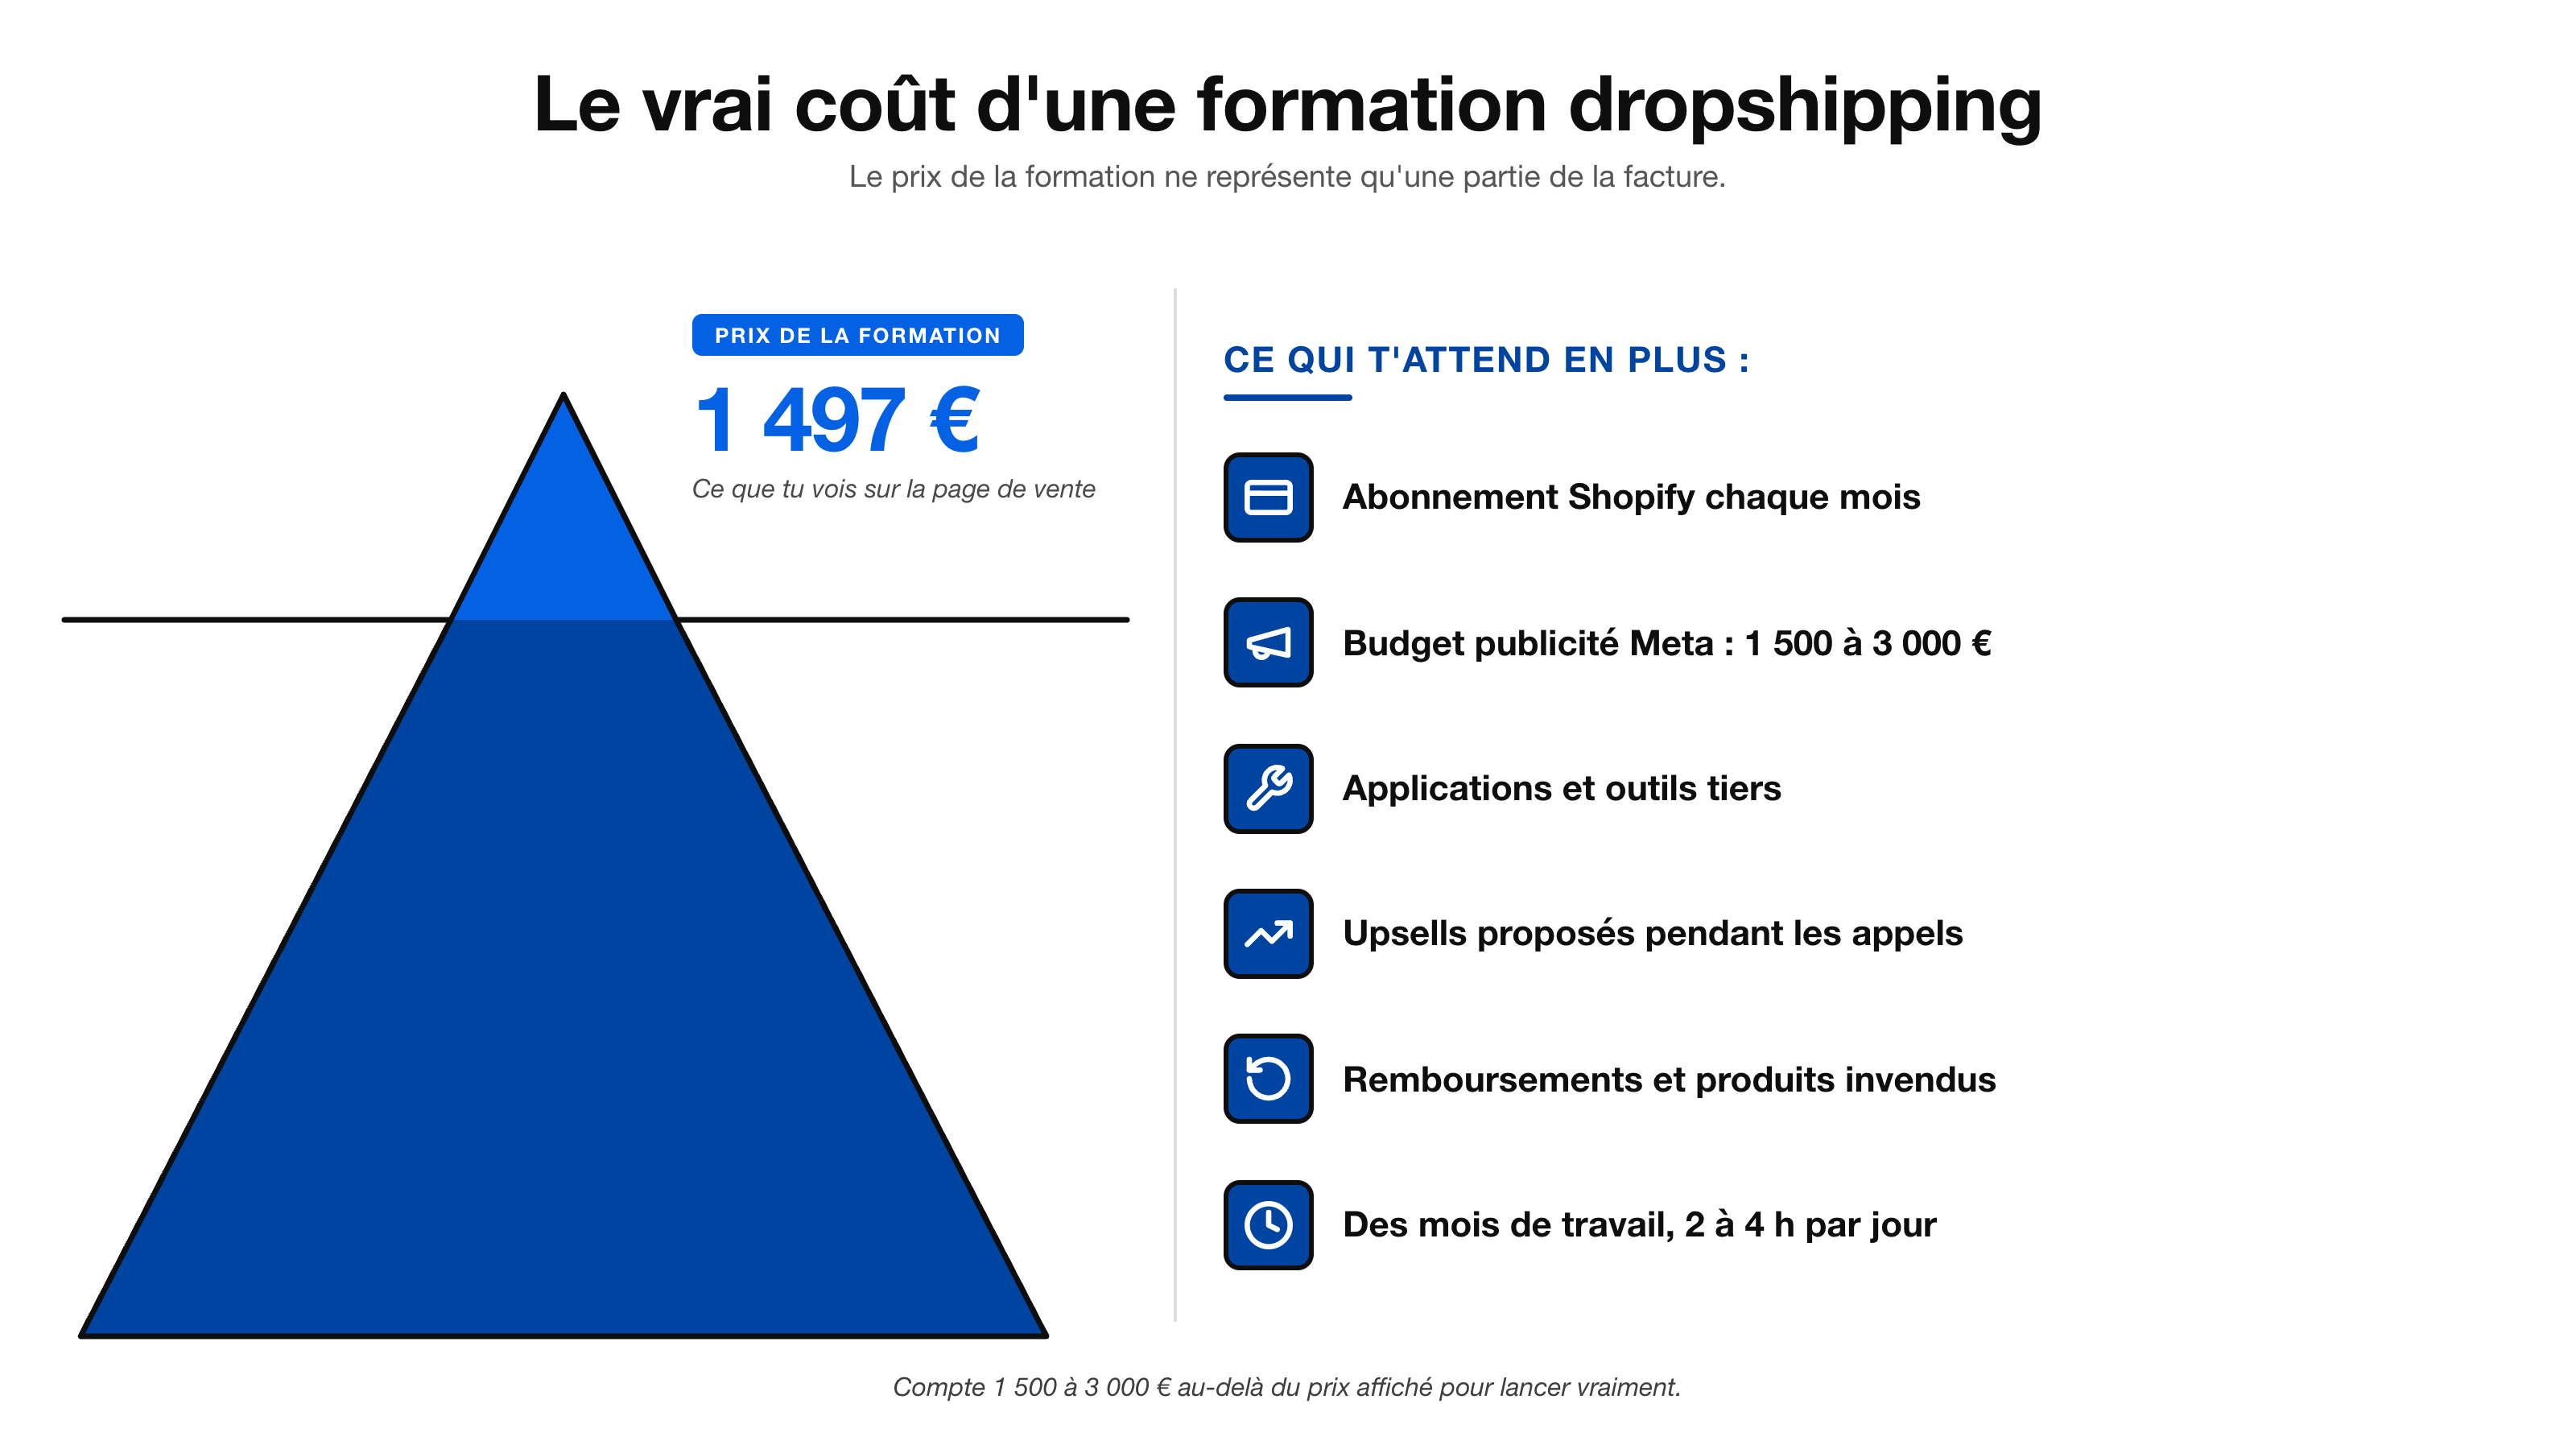 Le vrai coût d'une formation dropshipping
Le prix de la formation ne représente qu'une partie de la facture.
PRIX DE LA FORMATION
1 497 €
Ce que tu vois sur la page de vente
CE QUI T'ATTEND EN PLUS :
Abonnement Shopify chaque mois
Budget publicité Meta : 1 500 à 3 000 €
Applications et outils tiers
Upsells proposés pendant les appels
Remboursements et produits invendus
Des mois de travail, 2 à 4 h par jour
Compte 1 500 à 3 000 € au-delà du prix affiché pour lancer vraiment.